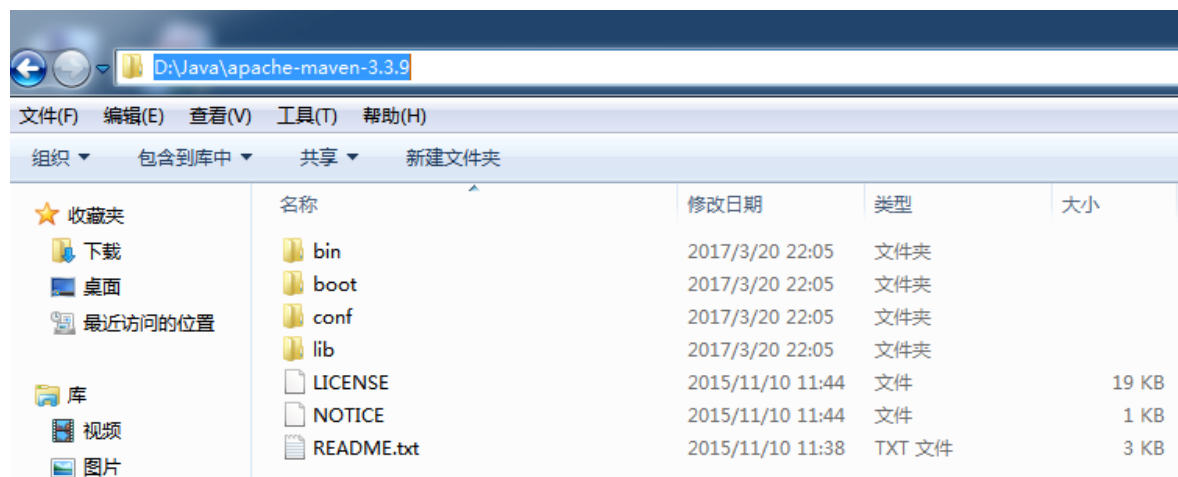 D:\Java\apache-maven-3.3.9
文件(F) 编辑(E) 查看(V) 工具(T) 帮助(H)
组织 包含到库中 共享 新建文件夹
收藏夹
下载
桌面
最近访问的位置
库
视频
图片
名称 修改日期 类型 大小
bin 2017/3/20 22:05 文件夹
boot 2017/3/20 22:05 文件夹
conf 2017/3/20 22:05 文件夹
lib 2017/3/20 22:05 文件夹
LICENSE 2015/11/10 11:44 文件 19 KB
NOTICE 2015/11/10 11:44 文件 1 KB
README.txt 2015/11/10 11:38 TXT 文件 3 KB